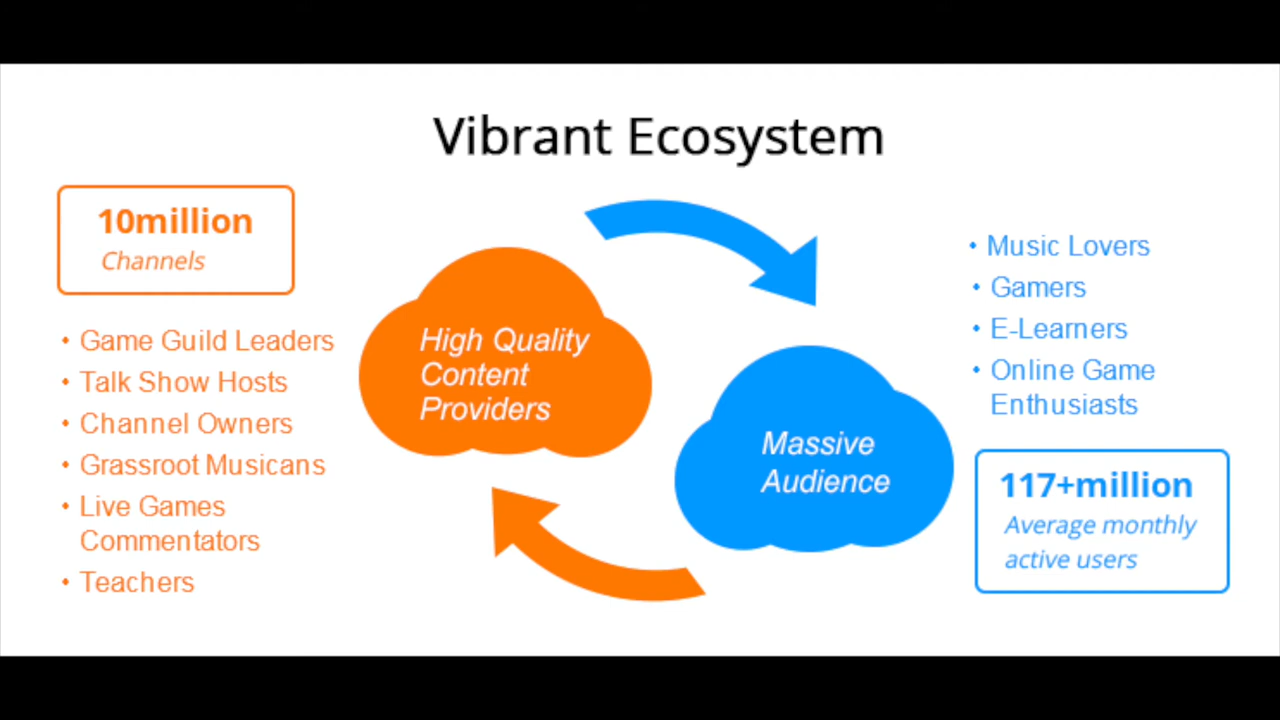 Vibrant Ecosystem
10million
Channels
• Game Guild Leaders
• Talk Show Hosts
• Channel Owners
• Grassroot Musicans
• Live Games
Commentators
• Teachers
High Quality
Content
Providers
Massive
Audience
• Music Lovers
• Gamers
• E-Learners
• Online Game
Enthusiasts
117+million
Average monthly
active users